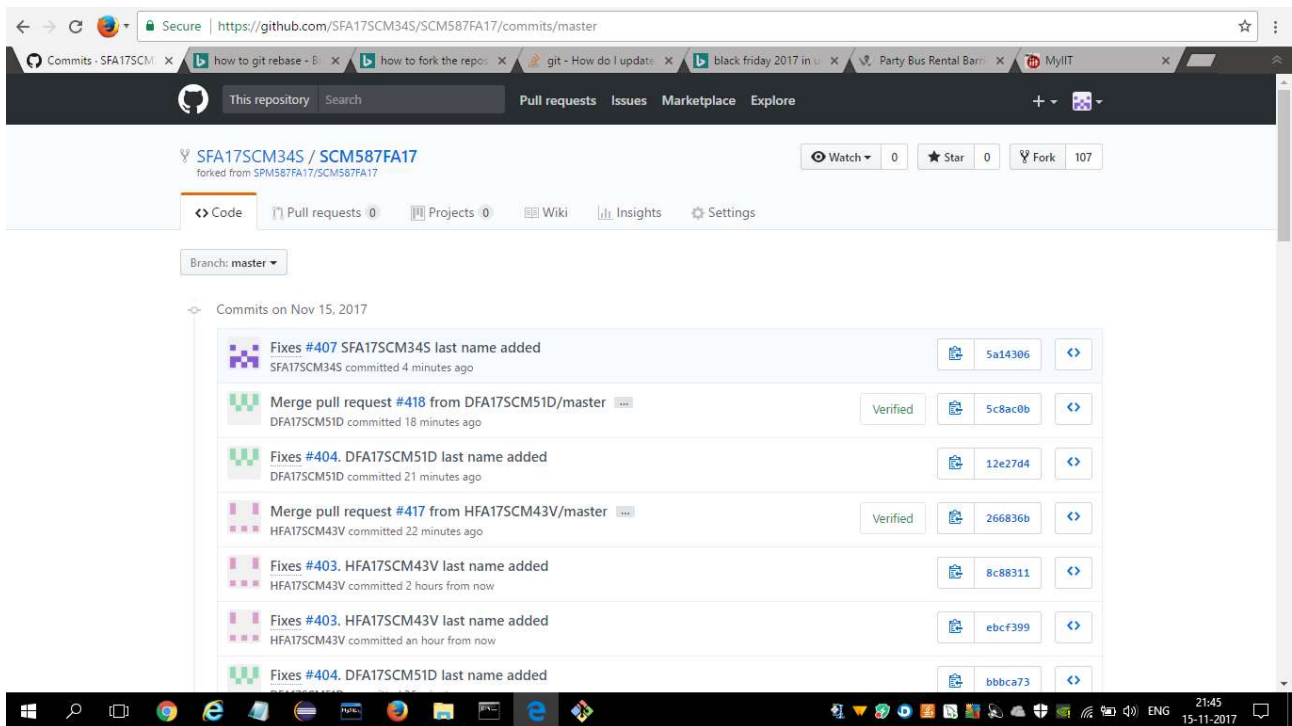 Secure | https://github.com/SFA17SCM34S/SCM587FA17/commits/master
Commits · SFA17SCM
how to git rebase - B
how to fork the repos
git - How do I update
black friday 2017 in u
Party Bus Rental Barri
MyIIT
This repository Search
Pull requests Issues Marketplace Explore
SFA17SCM34S / SCM587FA17
forked from SPM587FA17/SCM587FA17
Watch 0 Star 0 Fork 107
Code Pull requests 0 Projects 0 Wiki Insights Settings
Branch: master
Commits on Nov 15, 2017
Fixes #407 SFA17SCM34S last name added
SFA17SCM34S committed 4 minutes ago
5a14306
Merge pull request #418 from DFA17SCM51D/master ...
DFA17SCM51D committed 18 minutes ago
Verified 5c8ac0b
Fixes #404. DFA17SCM51D last name added
DFA17SCM51D committed 21 minutes ago
12e27d4
Merge pull request #417 from HFA17SCM43V/master ...
HFA17SCM43V committed 22 minutes ago
Verified 266836b
Fixes #403. HFA17SCM43V last name added
HFA17SCM43V committed 2 hours from now
8c88311
Fixes #403. HFA17SCM43V last name added
HFA17SCM43V committed an hour from now
ebcf399
Fixes #404. DFA17SCM51D last name added
bbbca73
ENG
21:45
15-11-2017